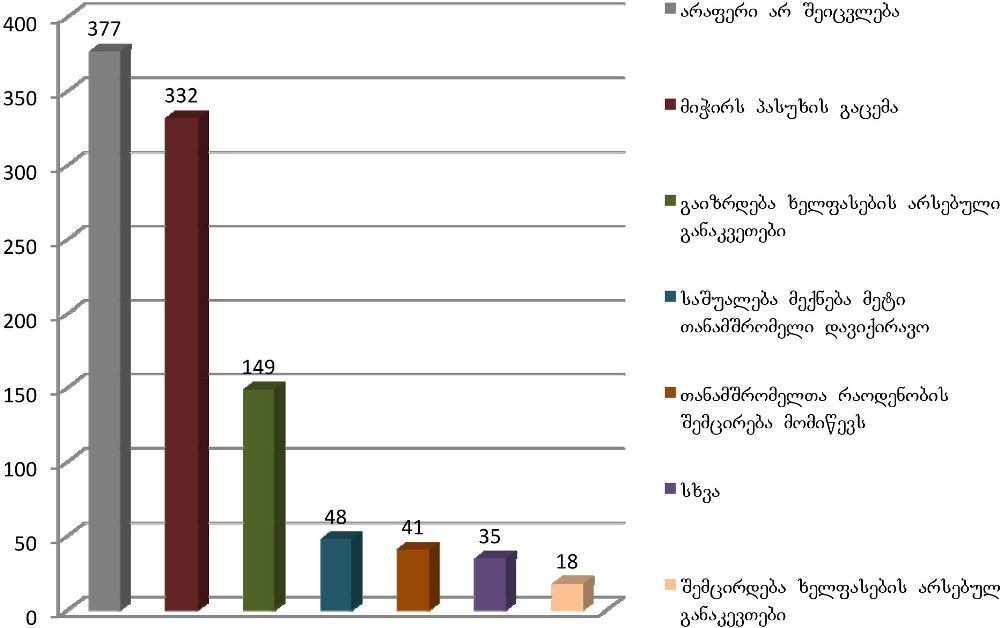 400
350
300
250
200
150
100
50
0
377
332
149
48
41
35
18
არაფერი არ შეიცვლება
მიჭირს პასუხის გაცემა
გაიზრდება ხელფასების არსებული
განაკვეთები
საშუალება მექნება მეტი
თანამშრომელი დავიქირავო
თანამშრომელთა რაოდენობის
შემცირება მომიწევს
სხვა
შემცირდება ხელფასების არსებულ
განაკევთები